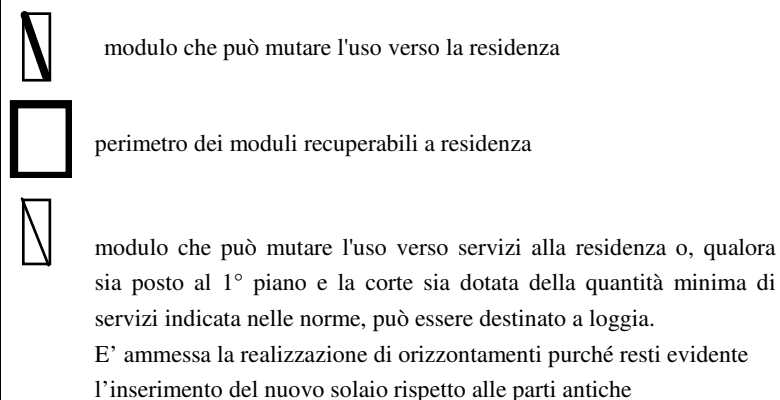 modulo che può mutare l'uso verso la residenza
perimetro dei moduli recuperabili a residenza
modulo che può mutare l'uso verso servizi alla residenza o, qualora
sia posto al 1° piano e la corte sia dotata della quantità minima di
servizi indicata nelle norme, può essere destinato a loggia.
E’ ammessa la realizzazione di orizzontamenti purché resti evidente
l’inserimento del nuovo solaio rispetto alle parti antiche